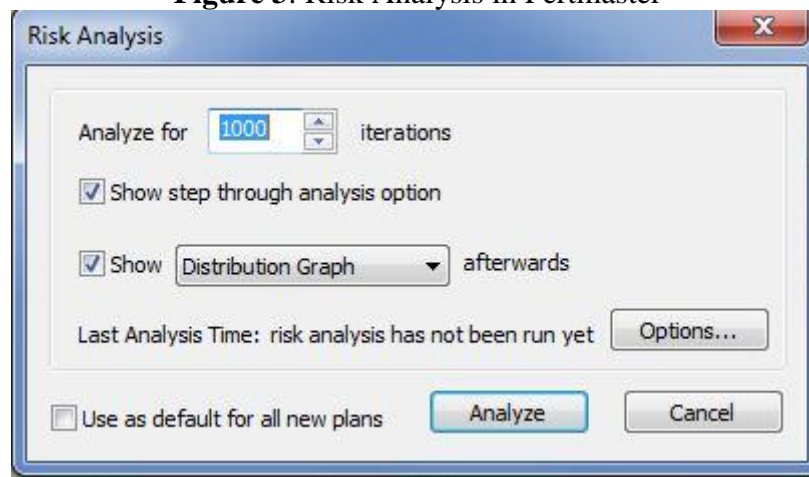 Figure 3. Risk Analysis in Pertmaster
Risk Analysis
Analyze for 1000 iterations
Show step through analysis option
Show Distribution Graph afterwards
Last Analysis Time: risk analysis has not been run yet Options...
Use as default for all new plans Analyze Cancel